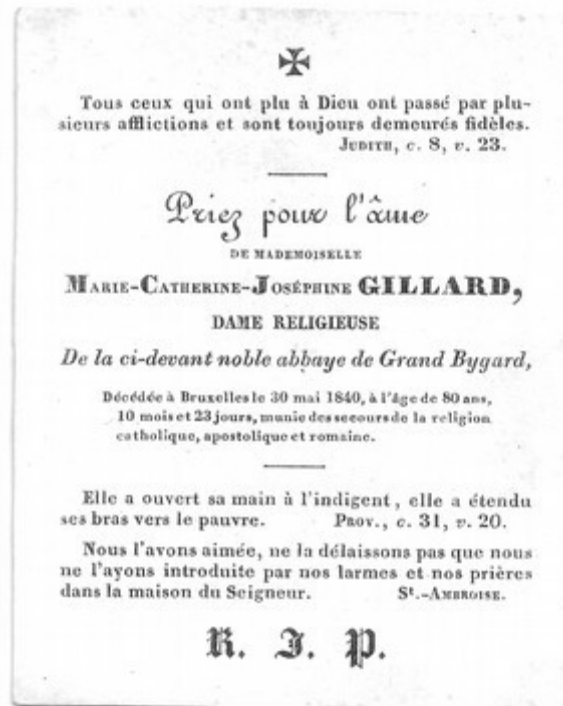 ✠
Tous ceux qui ont plu à Dieu ont passé par plu-
sieurs afflictions et sont toujours demeurés fidèles.
JUDITH, c. 8, v. 23.
Priez pour l'âme
DE MADEMOISELLE
MARIE-CATHERINE-JOSÉPHINE GILLARD,
DAME RELIGIEUSE
De la ci-devant noble abbaye de Grand Bygard,
Décédée à Bruxelles le 30 mai 1840, à l'âge de 80 ans,
10 mois et 23 jours, munie des secours de la religion
catholique, apostolique et romaine.
Elle a ouvert sa main à l'indigent, elle a étendu
ses bras vers le pauvre. PROV., c. 31, v. 20.
Nous l'avons aimée, ne la délaissons pas que nous
ne l'ayons introduite par nos larmes et nos prières
dans la maison du Seigneur. St.-AMBROISE.
R. I. P.